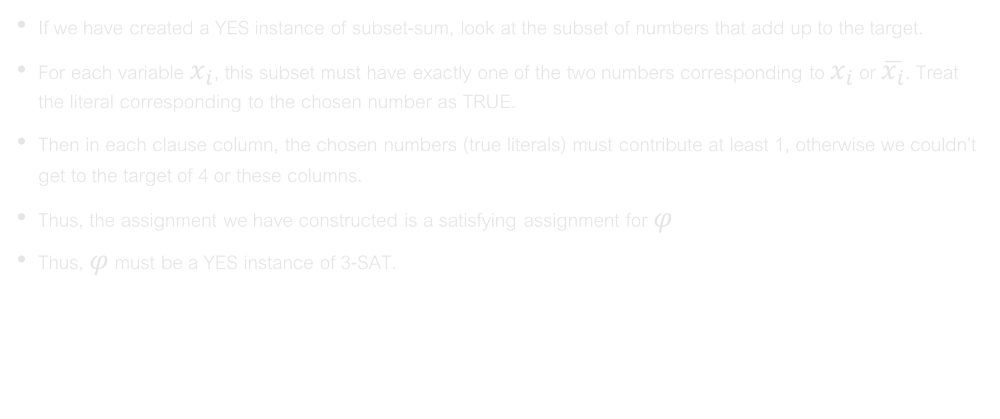 • If we have created a YES instance of subset-sum, look at the subset of numbers that add up to the target.
• For each variable $x_i$, this subset must have exactly one of the two numbers corresponding to $x_i$ or $\overline{x_i}$. Treat
the literal corresponding to the chosen number as TRUE.
• Then in each clause column, the chosen numbers (true literals) must contribute at least 1, otherwise we couldn’t
get to the target of 4 or these columns.
• Thus, the assignment we have constructed is a satisfying assignment for $\varphi$
• Thus, $\varphi$ must be a YES instance of 3-SAT.